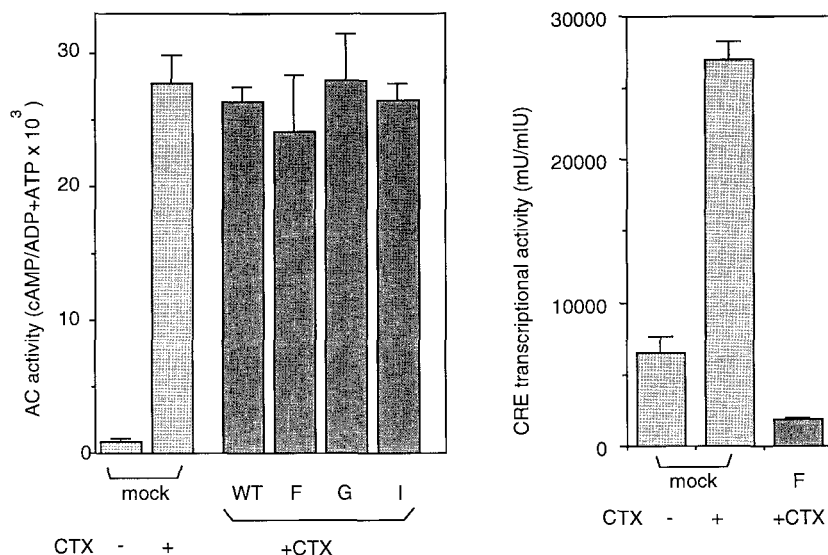 AC activity (cAMP/ADP+ATP x 10³)
30
20
10
0
mock
WT F G I
CTX - + +CTX
CRE transcriptional activity (mU/mIU)
30000
20000
10000
0
mock F
CTX - + +CTX